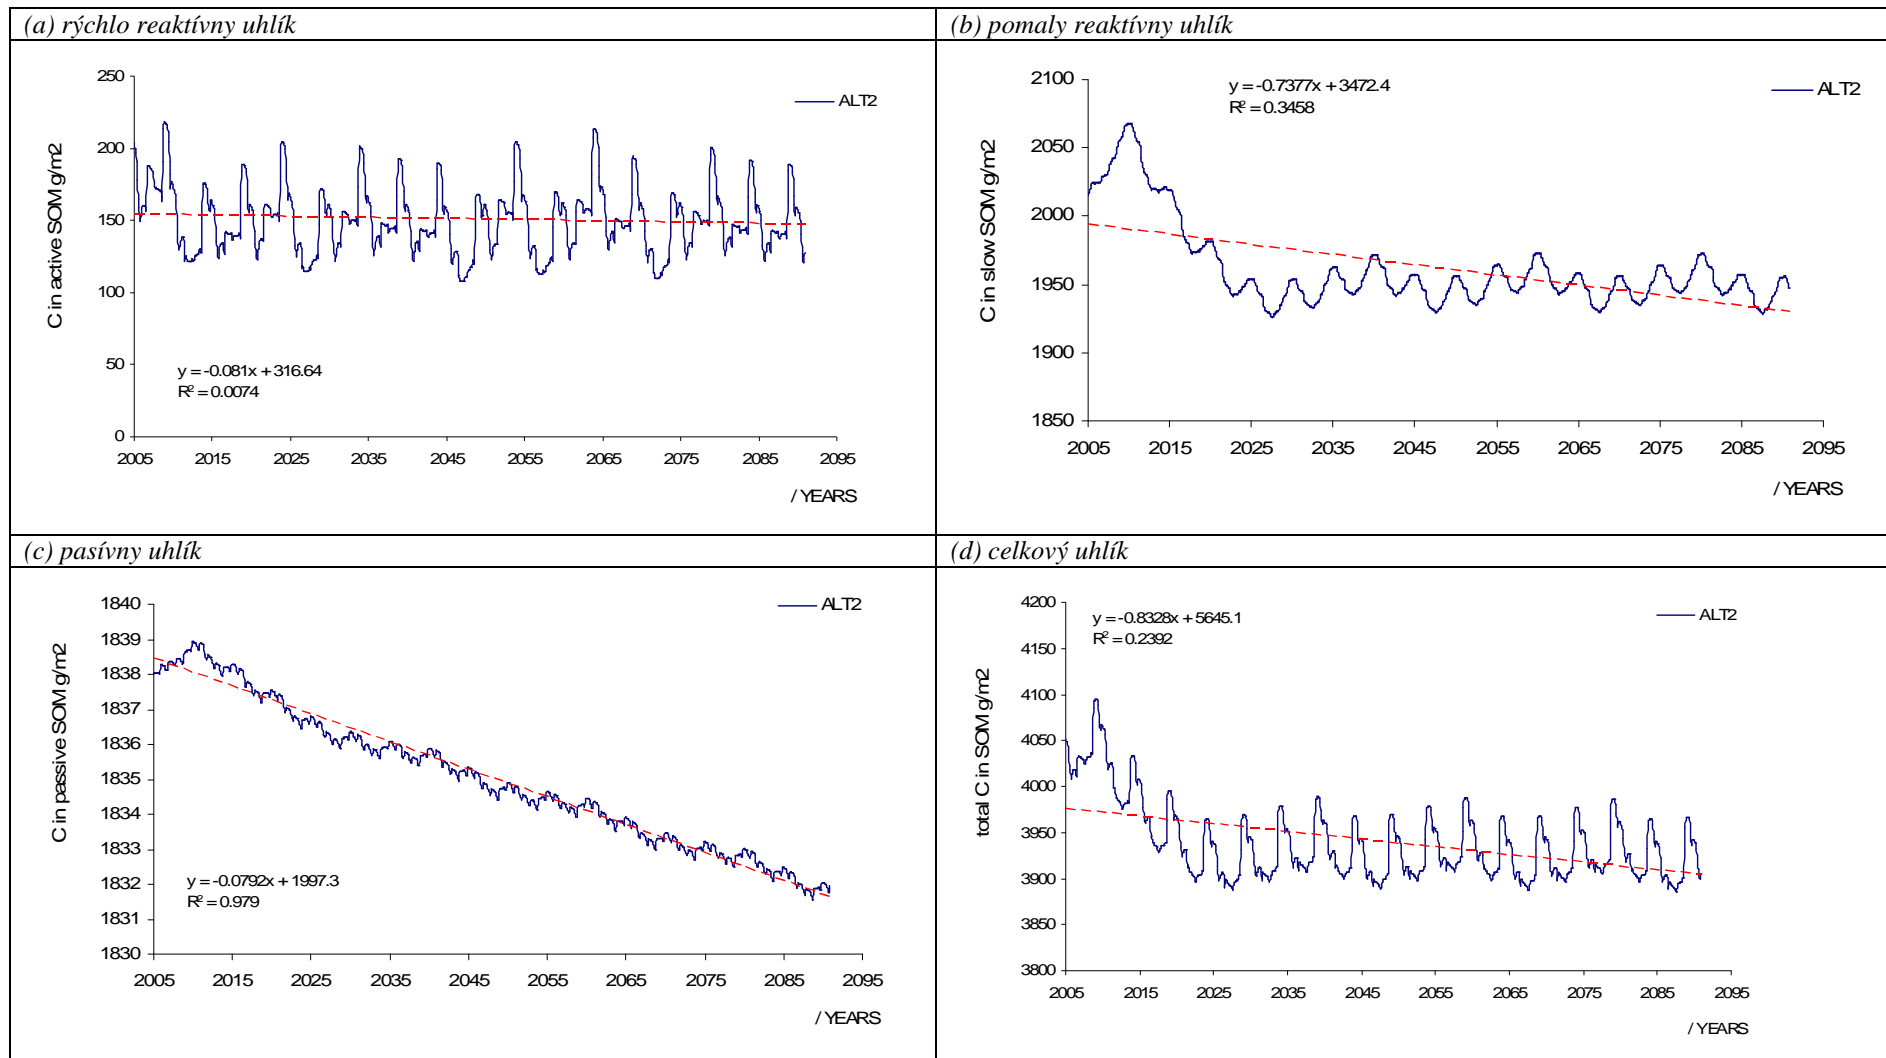 (a) rýchlo reaktívny uhlík
(b) pomaly reaktívny uhlík
250
200
150
100
50
0
C in active SOM g/m2
ALT2
y = -0.081x + 316.64
R² = 0.0074
2005 2015 2025 2035 2045 2055 2065 2075 2085 2095
/ YEARS
2100
2050
2000
1950
1900
1850
C in slow SOM g/m2
y = -0.7377x + 3472.4
R² = 0.3458
ALT2
2005 2015 2025 2035 2045 2055 2065 2075 2085 2095
/ YEARS
(c) pasívny uhlík
(d) celkový uhlík
1840
1839
1838
1837
1836
1835
1834
1833
1832
1831
1830
C in passive SOM g/m2
ALT2
y = -0.0792x + 1997.3
R² = 0.979
2005 2015 2025 2035 2045 2055 2065 2075 2085 2095
/ YEARS
4200
4150
4100
4050
4000
3950
3900
3850
3800
total C in SOM g/m2
y = -0.8328x + 5645.1
R² = 0.2392
ALT2
2005 2015 2025 2035 2045 2055 2065 2075 2085 2095
/ YEARS